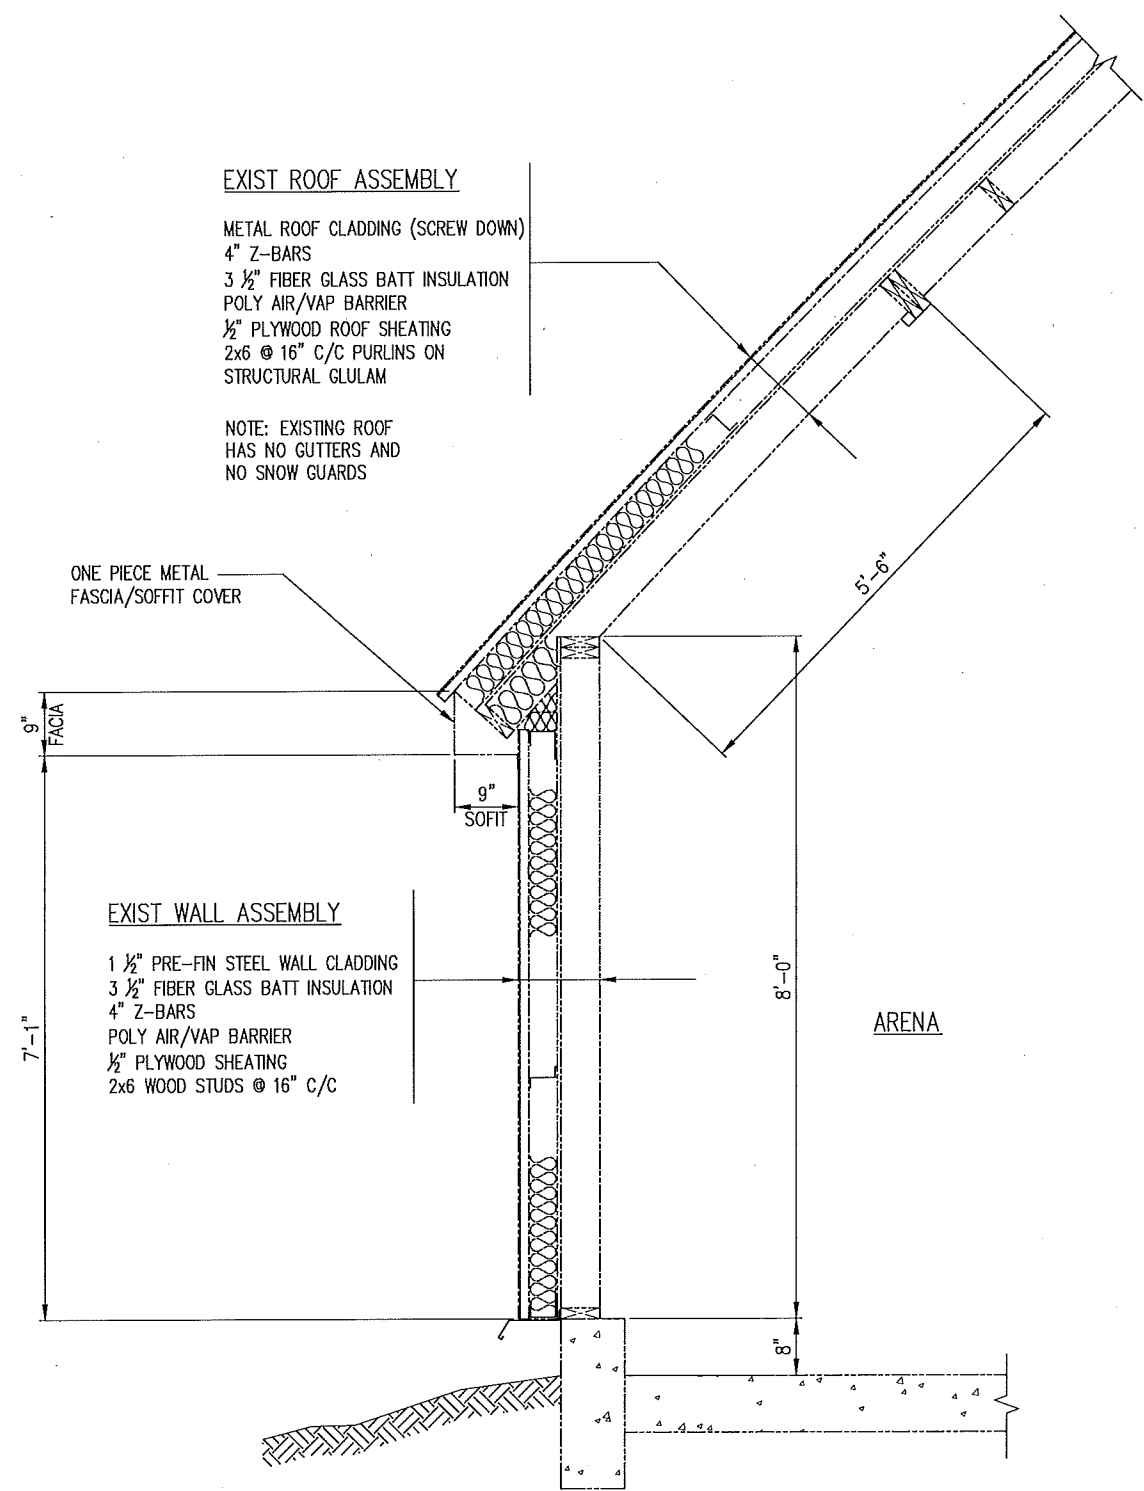 EXIST ROOF ASSEMBLY
METAL ROOF CLADDING (SCREW DOWN)
4" Z-BARS
3 ½" FIBER GLASS BATT INSULATION
POLY AIR/VAP BARRIER
½" PLYWOOD ROOF SHEATING
2x6 @ 16" C/C PURLINS ON
STRUCTURAL GLULAM
NOTE: EXISTING ROOF
HAS NO GUTTERS AND
NO SNOW GUARDS
ONE PIECE METAL
FASCIA/SOFFIT COVER
5'-6"
9"
FACIA
9"
SOFIT
EXIST WALL ASSEMBLY
1 ½" PRE-FIN STEEL WALL CLADDING
3 ½" FIBER GLASS BATT INSULATION
4" Z-BARS
POLY AIR/VAP BARRIER
½" PLYWOOD SHEATING
2x6 WOOD STUDS @ 16" C/C
7'-1"
8'-0"
ARENA
8"